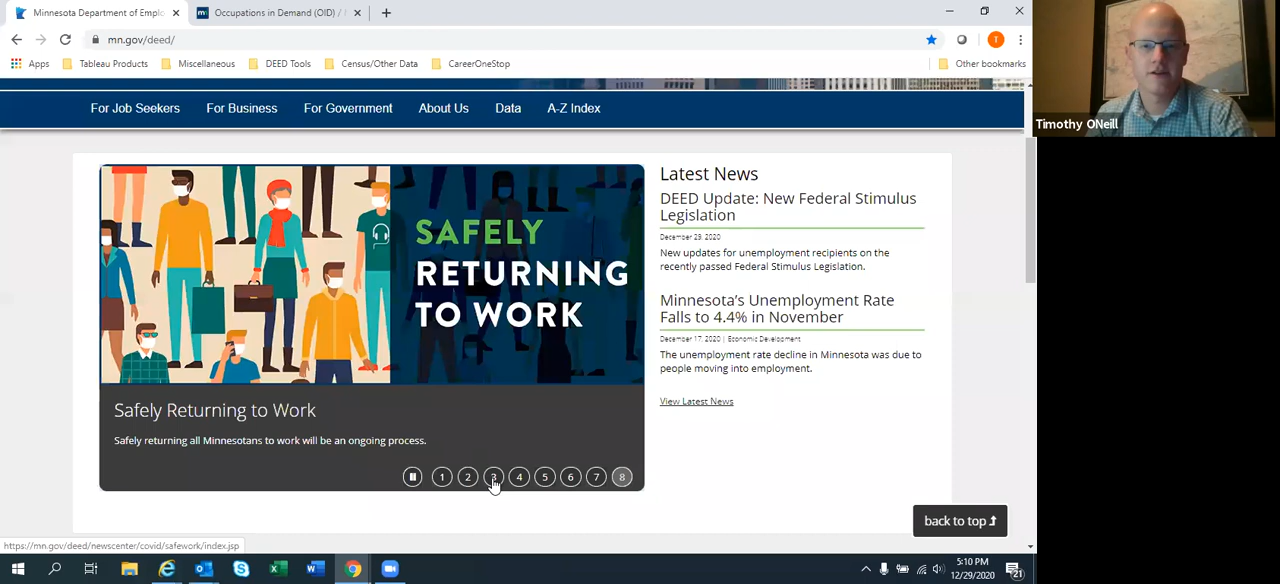 Minnesota Department of Emplo
Occupations in Demand (OID) /
mn.gov/deed/
Apps
Tableau Products
Miscellaneous
DEED Tools
Census/Other Data
CareerOneStop
Other bookmarks
T
Timothy ONeill
For Job Seekers
For Business
For Government
About Us
Data
A-Z Index
SAFELY
RETURNING
TO WORK
Safely Returning to Work
Safely returning all Minnesotans to work will be an ongoing process.
1 2 3 4 5 6 7 8
Latest News
DEED Update: New Federal Stimulus
Legislation
December 29, 2020
New updates for unemployment recipients on the
recently passed Federal Stimulus Legislation.
Minnesota's Unemployment Rate
Falls to 4.4% in November
December 17, 2020 | Economic Development
The unemployment rate decline in Minnesota was due to
people moving into employment.
View Latest News
back to top
https://mn.gov/deed/newscenter/covid/safework/index.jsp
5:10 PM
12/29/2020
21